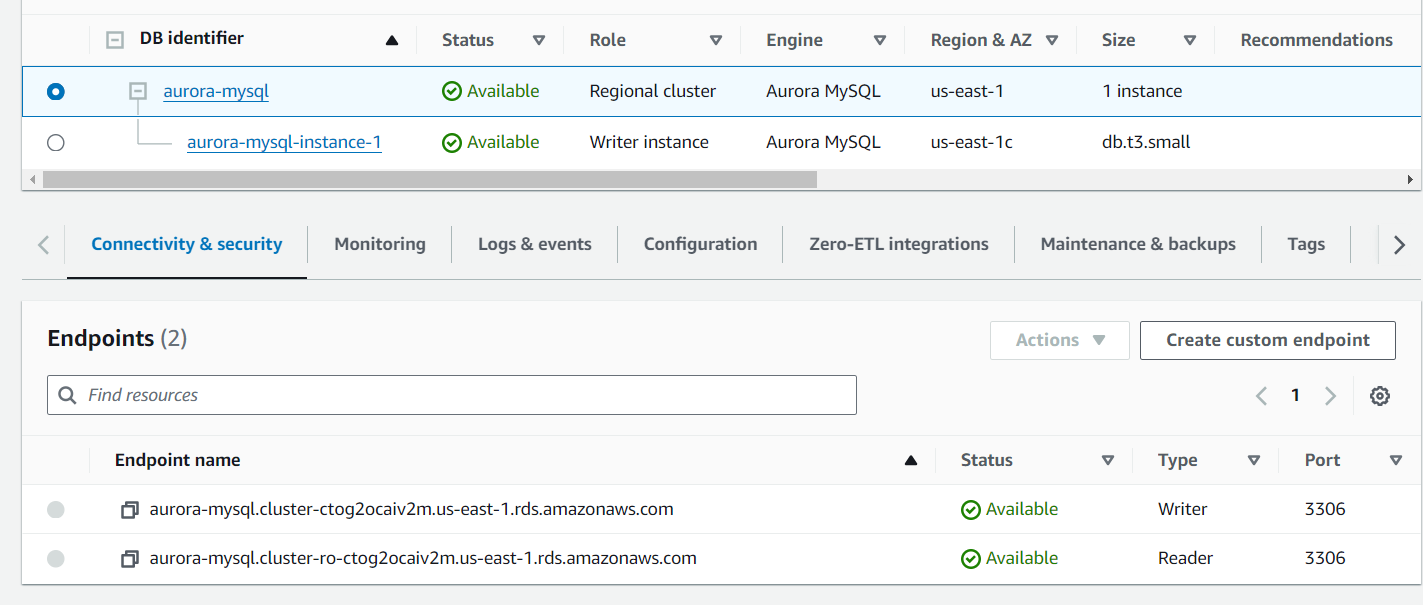 DB identifier Status Role Engine Region & AZ Size Recommendations
aurora-mysql Available Regional cluster Aurora MySQL us-east-1 1 instance
aurora-mysql-instance-1 Available Writer instance Aurora MySQL us-east-1c db.t3.small
Connectivity & security Monitoring Logs & events Configuration Zero-ETL integrations Maintenance & backups Tags
Endpoints (2) Actions Create custom endpoint
Find resources 1
Endpoint name Status Type Port
aurora-mysql.cluster-ctog2ocaiv2m.us-east-1.rds.amazonaws.com Available Writer 3306
aurora-mysql.cluster-ro-ctog2ocaiv2m.us-east-1.rds.amazonaws.com Available Reader 3306